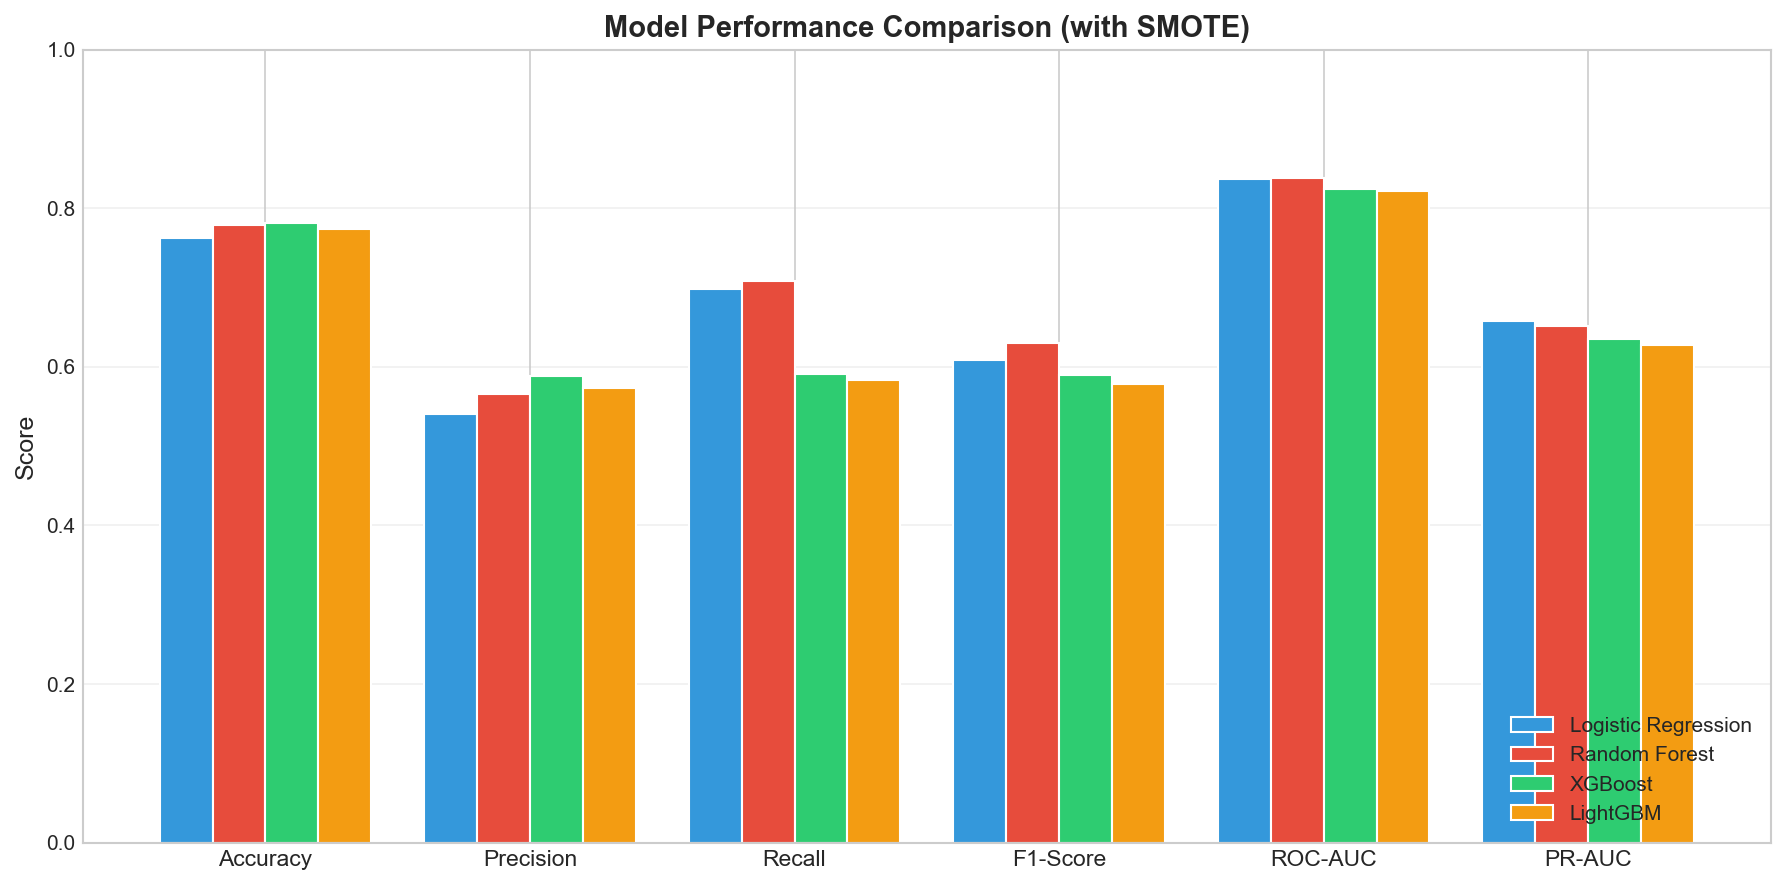 Model Performance Comparison (with SMOTE)
Score
1.0
0.8
0.6
0.4
0.2
0.0
Accuracy
Precision
Recall
F1-Score
ROC-AUC
PR-AUC
Logistic Regression
Random Forest
XGBoost
LightGBM